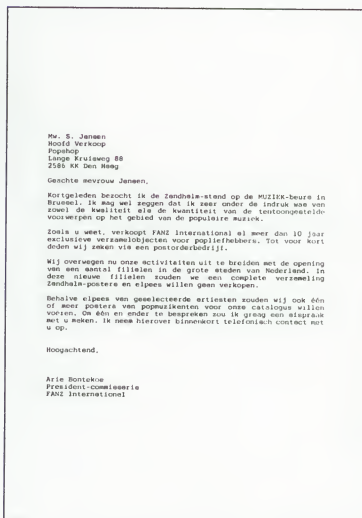 Mw. S. Jensen
Hoofd Verkoop
Popshop
Lange Kruisweg 88
2586 KK Den Haag
Geachte mevrouw Jensen,
Kortgeleden bezocht ik de Zendhalm-stand op de MUZIEK-beurs in
Brussel. Ik mag wel zeggen dat ik zeer onder de indruk was van
zowel de kwaliteit als de kwantiteit van de tentoongestelde
voorwerpen op het gebied van de populaire muziek.
Zoals u weet, verkoopt FANZ International al meer dan 10 jaar
exclusieve verzamelobjecten voor popliefhebbers. Tot voor kort
deden wij zaken via een postorderbedrijf.
Wij overwegen nu onze activitaiten uit te breiden met de opening
van een aantal filialen in de grote steden van Nederland. In
deze nieuwe filialen zouden we een complete verzameling
Zendhalm-posters en elpees willen gaan verkopen.
Behalve elpees van geselecteerde artiesten zouden wij ook één
of meer posters van popmuzikanten voor onze catalogus willen
voeren. Om één en ander te bespreken zou ik graag een afspraak
met u maken. Ik neem hierover binnenkort telefonisch contact met
u op.
Hoogachtend,
Arie Bontekoe
President-commissaris
FANZ International